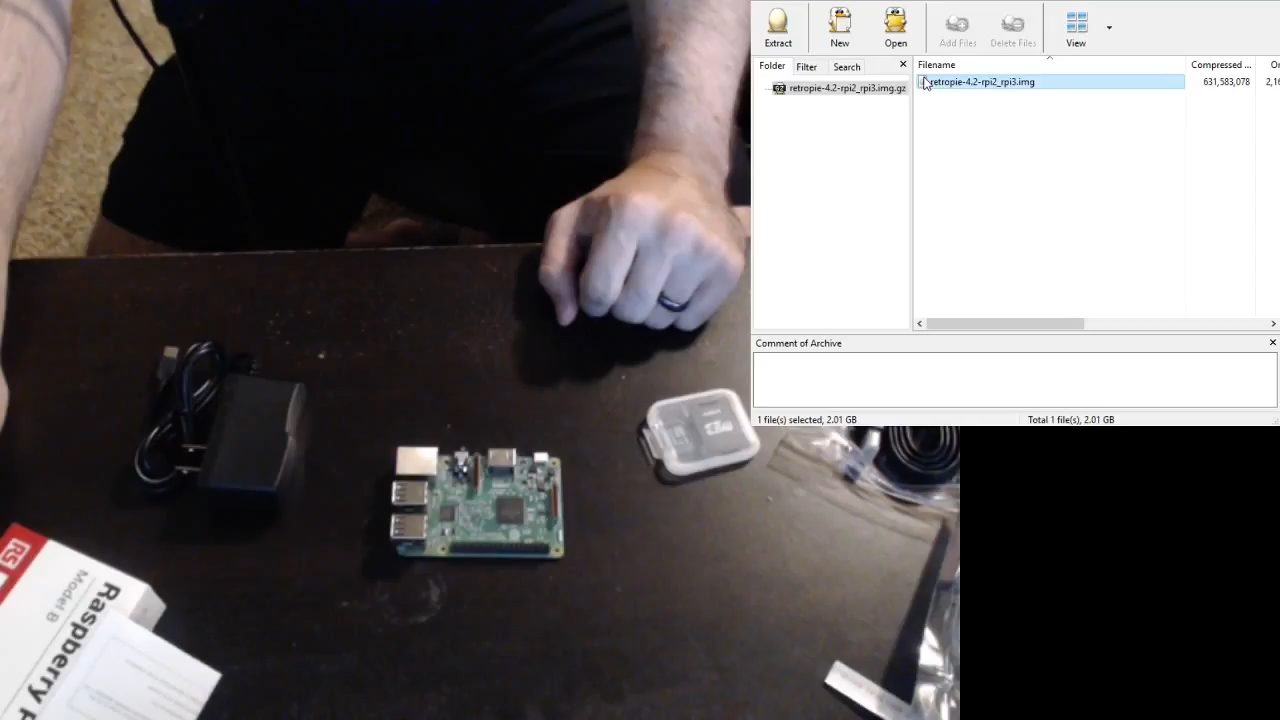 Extract
New
Open
Add Files
Delete Files
View
Folder
Filter
Search
Filename
Compressed ...
retropie-4.2-rpi2_rpi3.img.gz
retropie-4.2-rpi2_rpi3.img
631,583,078
Comment of Archive
1 file(s) selected, 2.01 GB
Total 1 file(s), 2.01 GB
RS
Raspberry
Model B